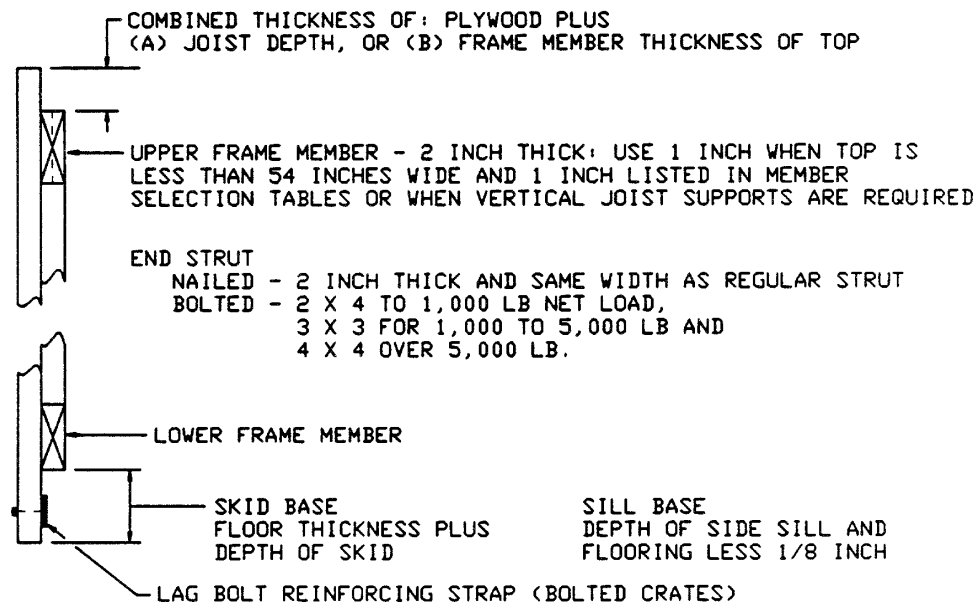 COMBINED THICKNESS OF: PLYWOOD PLUS
(A) JOIST DEPTH, OR (B) FRAME MEMBER THICKNESS OF TOP
UPPER FRAME MEMBER - 2 INCH THICK: USE 1 INCH WHEN TOP IS
LESS THAN 54 INCHES WIDE AND 1 INCH LISTED IN MEMBER
SELECTION TABLES OR WHEN VERTICAL JOIST SUPPORTS ARE REQUIRED
END STRUT
NAILED - 2 INCH THICK AND SAME WIDTH AS REGULAR STRUT
BOLTED - 2 X 4 TO 1,000 LB NET LOAD,
3 X 3 FOR 1,000 TO 5,000 LB AND
4 X 4 OVER 5,000 LB.
LOWER FRAME MEMBER
SKID BASE
FLOOR THICKNESS PLUS
DEPTH OF SKID
SILL BASE
DEPTH OF SIDE SILL AND
FLOORING LESS 1/8 INCH
LAG BOLT REINFORCING STRAP (BOLTED CRATES)